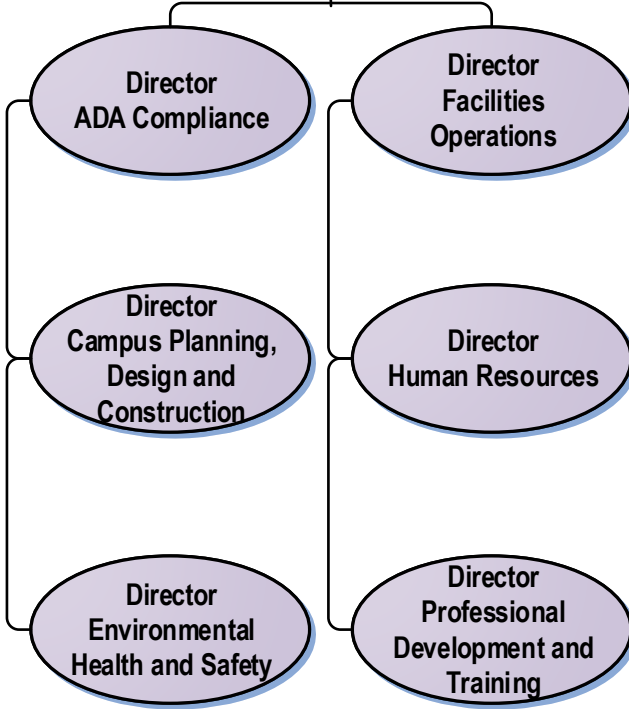 Director
ADA Compliance
Director
Facilities
Operations
Director
Campus Planning,
Design and
Construction
Director
Human Resources
Director
Environmental
Health and Safety
Director
Professional
Development and
Training